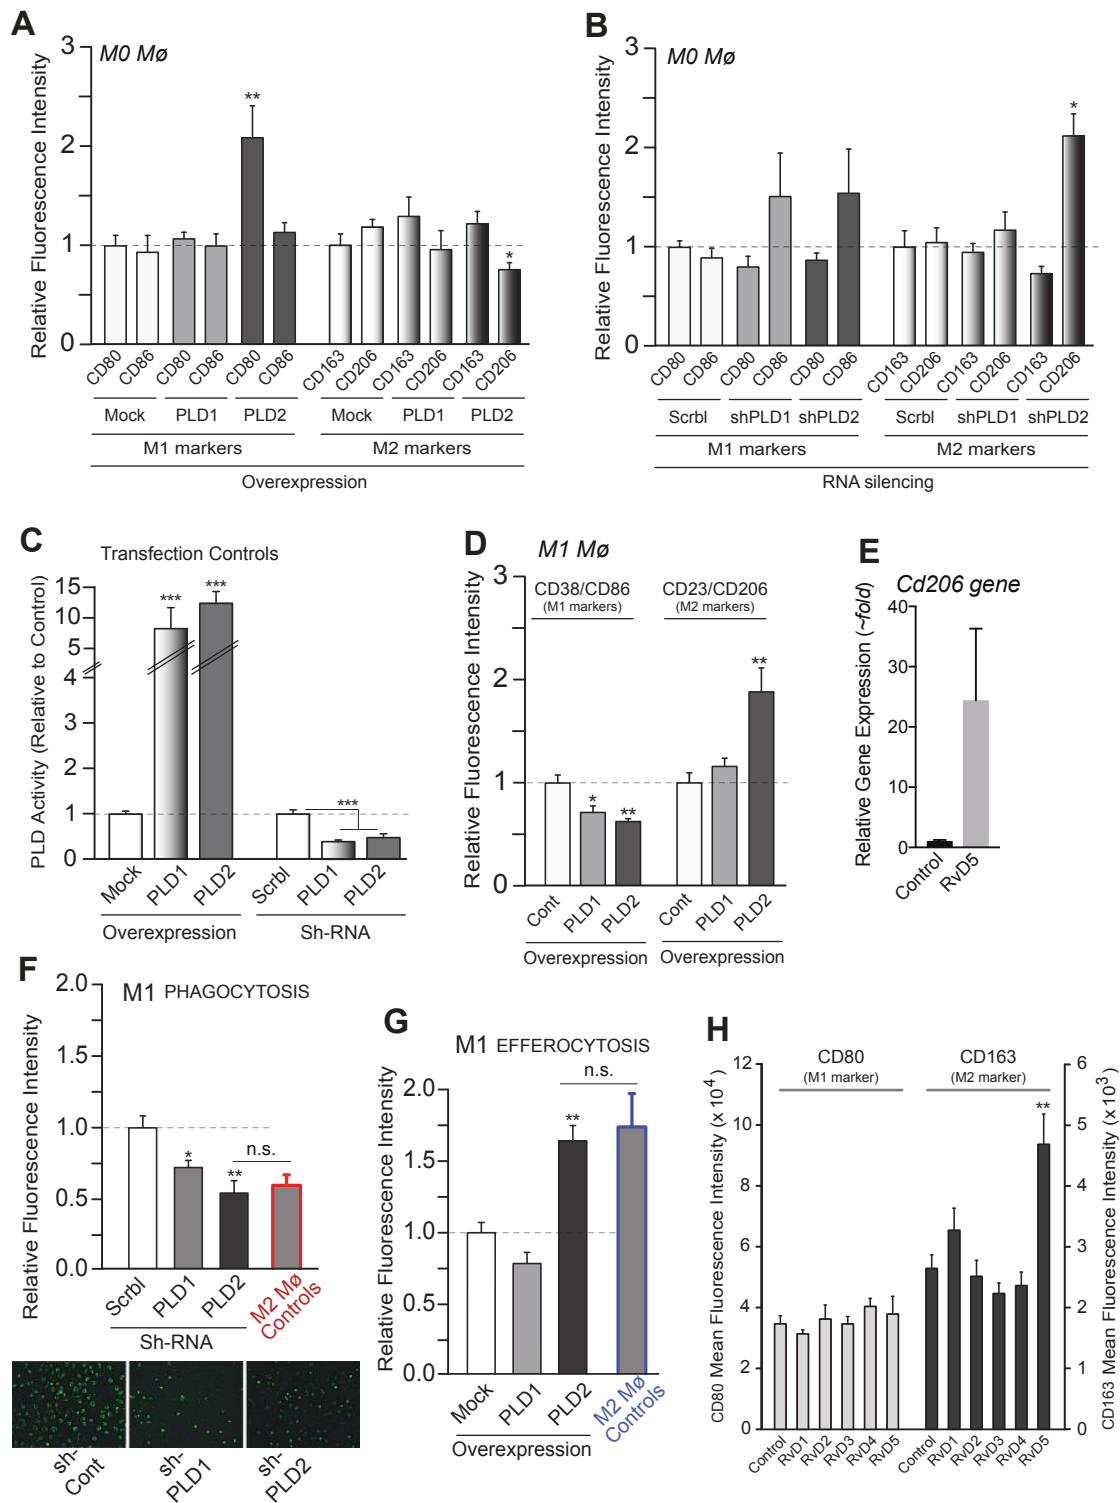 A
M0 Mø
Relative Fluorescence Intensity
3
2
1
0
**
*
CD80 CD86 CD80 CD86 CD80 CD86 CD163 CD206 CD163 CD206 CD163 CD206
Mock PLD1 PLD2 Mock PLD1 PLD2
M1 markers M2 markers
Overexpression
B
M0 Mø
Relative Fluorescence Intensity
3
2
1
0
*
CD80 CD86 CD80 CD86 CD80 CD86 CD163 CD206 CD163 CD206 CD163 CD206
Scrbl shPLD1 shPLD2 Scrbl shPLD1 shPLD2
M1 markers M2 markers
RNA silencing
C
Transfection Controls
PLD Activity (Relative to Control)
15
10
5
4
3
2
1
0
*** ***
***
Mock PLD1 PLD2 Scrbl PLD1 PLD2
Overexpression Sh-RNA
D
M1 Mø
Relative Fluorescence Intensity
3
2
1
0
CD38/CD86 CD23/CD206
(M1 markers) (M2 markers)
* ** **
Cont PLD1 PLD2 Cont PLD1 PLD2
Overexpression Overexpression
E
Cd206 gene
Relative Gene Expression (~fold)
40
30
20
10
0
Control RvD5
F
M1 PHAGOCYTOSIS
Relative Fluorescence Intensity
2.0
1.5
1.0
0.5
0.0
* ** n.s.
Scrbl PLD1 PLD2 M2 Mø Controls
Sh-RNA
sh-Cont sh-PLD1 sh-PLD2
G
M1 EFFEROCYTOSIS
Relative Fluorescence Intensity
2.0
1.5
1.0
0.5
0.0
n.s.
**
Mock PLD1 PLD2 M2 Mø Controls
Overexpression
H
CD80 CD163
(M1 marker) (M2 marker)
CD80 Mean Fluorescence Intensity (x 10⁴)
12
10
8
6
4
2
0
**
6
5
4
3
2
1
0
CD163 Mean Fluorescence Intensity (x 10³)
Control RvD1 RvD2 RvD3 RvD4 RvD5 Control RvD1 RvD2 RvD3 RvD4 RvD5